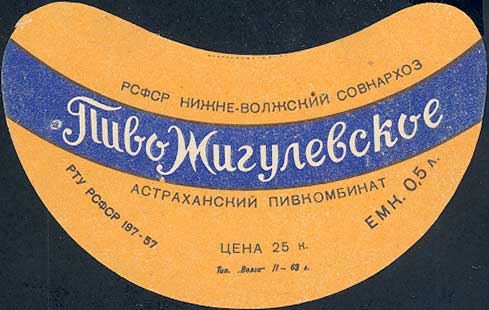 РСФСР НИЖНЕ-ВОЛЖСКИЙ СОВНАРХОЗ
Пиво Жигулевское
АСТРАХАНСКИЙ ПИВКОМБИНАТ
РТУ РСФСР 197-57
ЕМК. 0,5 л.
ЦЕНА 25 к.
Тип. „Волга" II — 63 г.